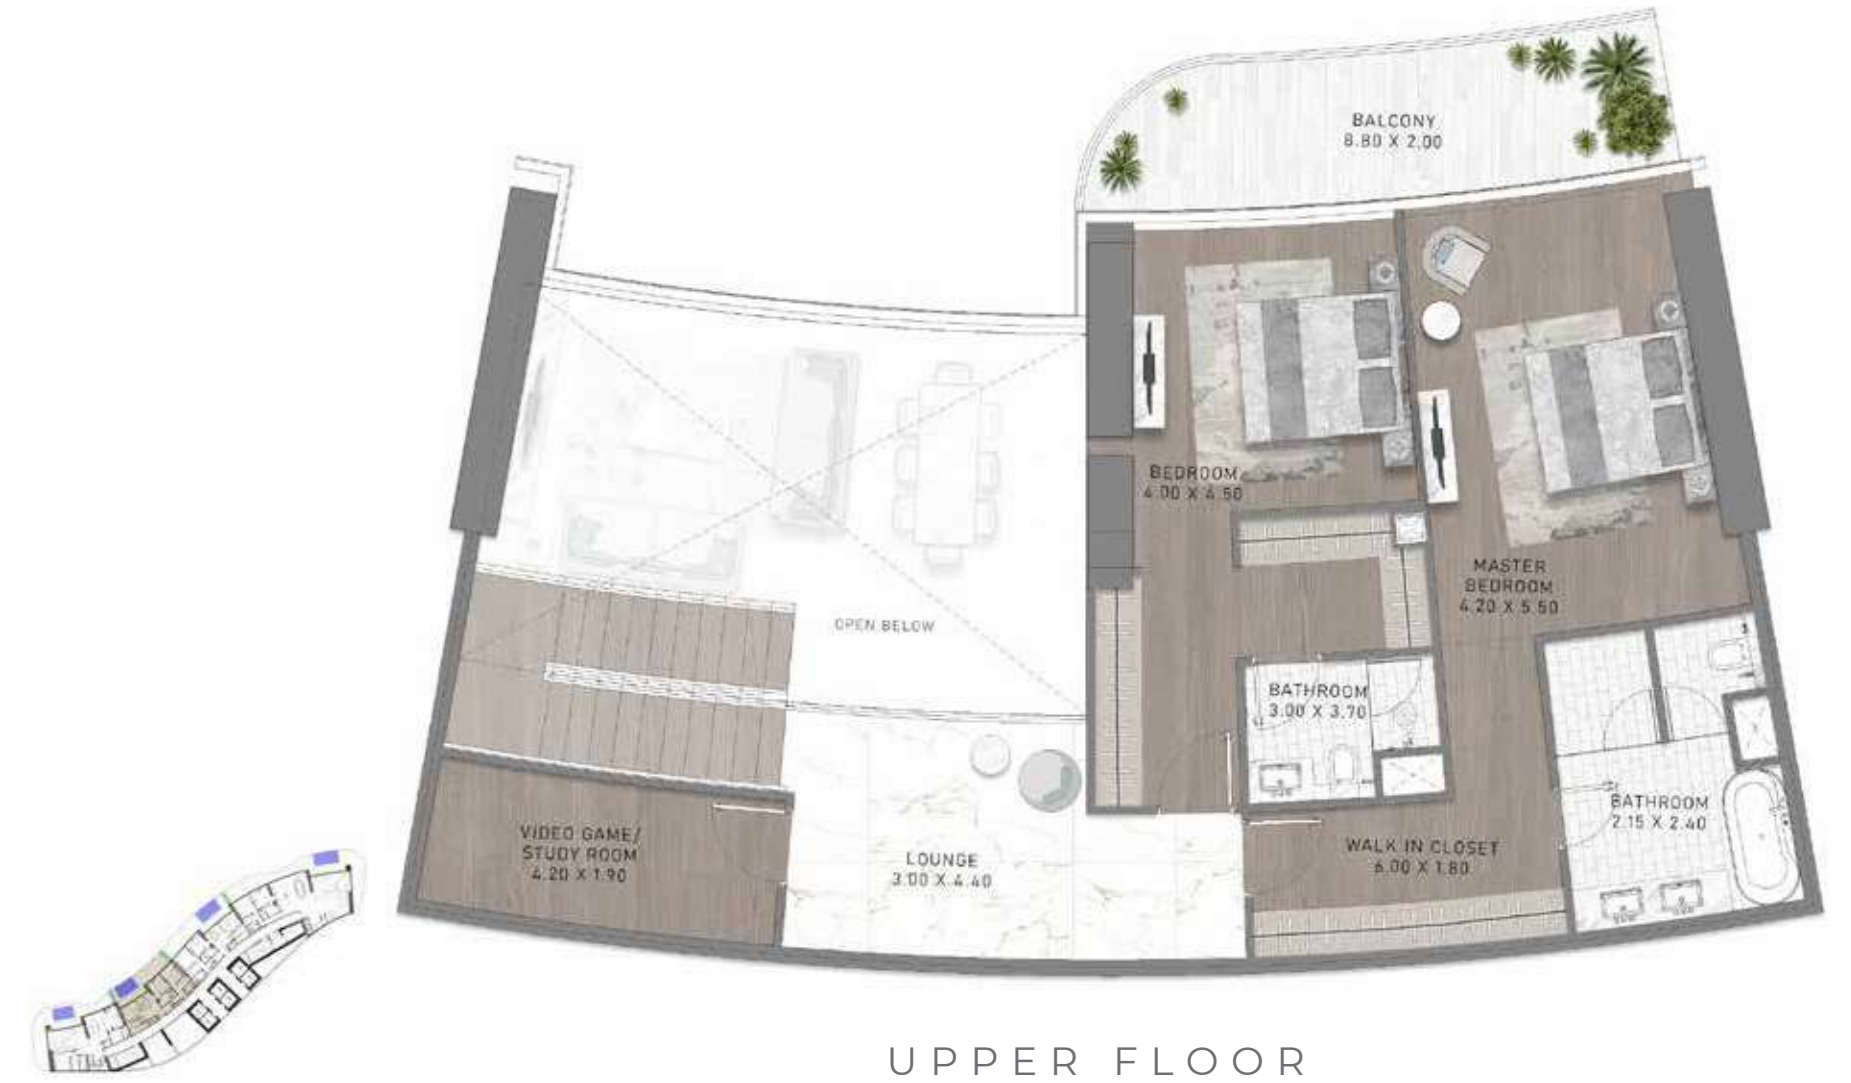 BALCONY
8.80 X 2.00
BEDROOM
4.00 X 4.50
MASTER
BEDROOM
4.20 X 5.50
OPEN BELOW
BATHROOM
3.00 X 3.70
VIDEO GAME/
STUDY ROOM
4.20 X 1.90
LOUNGE
3.00 X 4.40
WALK IN CLOSET
6.00 X 1.80
BATHROOM
2.15 X 2.40
UPPER FLOOR